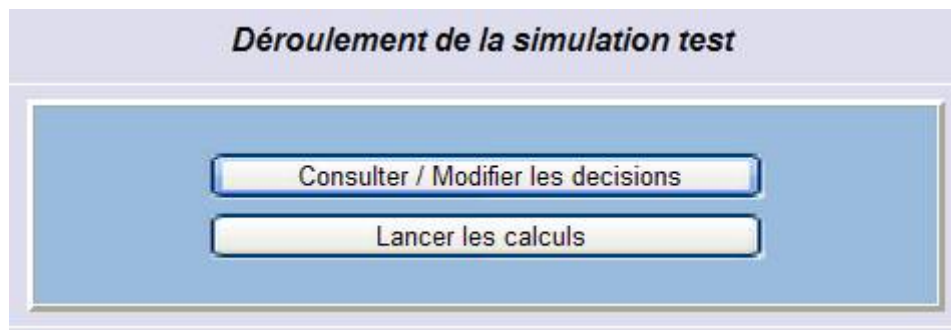 Déroulement de la simulation test
Consulter / Modifier les decisions
Lancer les calculs